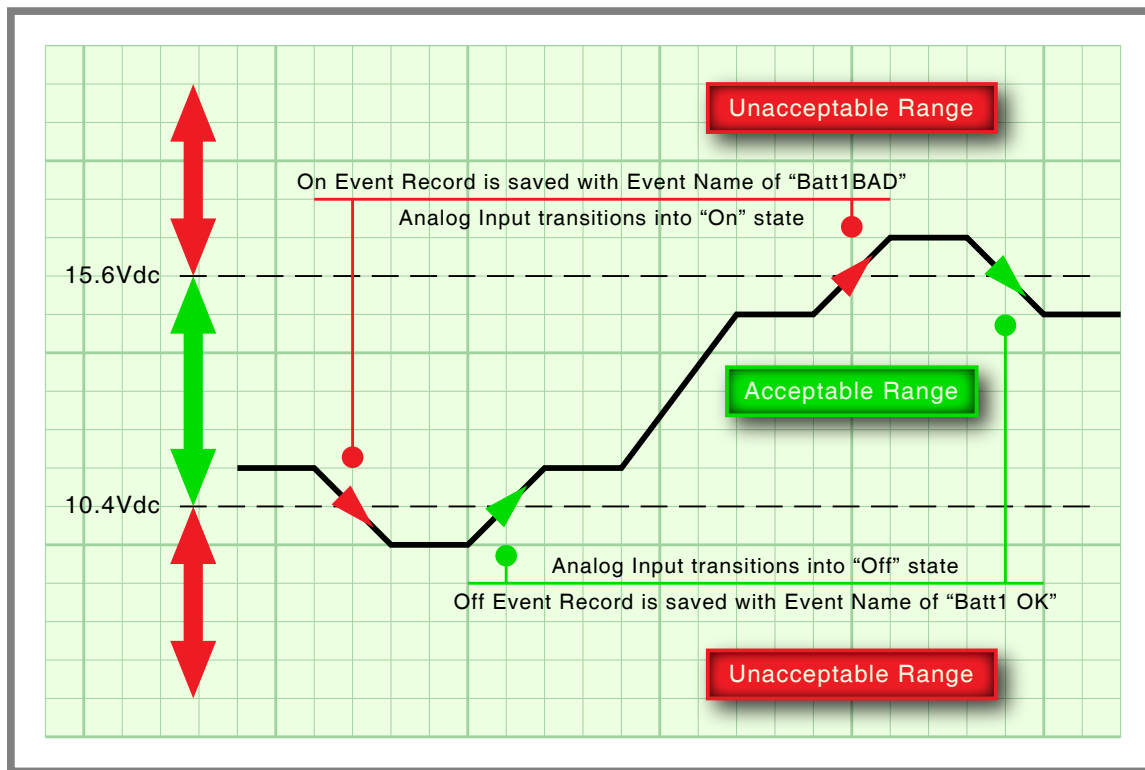 Unacceptable Range
On Event Record is saved with Event Name of “Batt1BAD”
Analog Input transitions into “On” state
15.6Vdc
Acceptable Range
10.4Vdc
Analog Input transitions into “Off” state
Off Event Record is saved with Event Name of “Batt1 OK”
Unacceptable Range